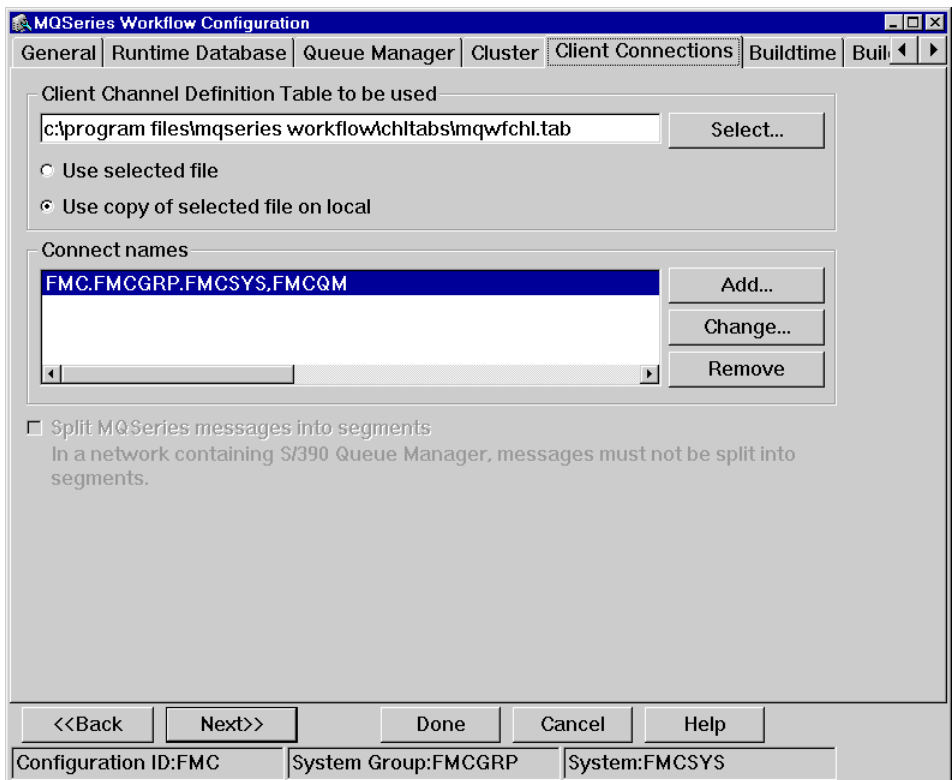 MQSeries Workflow Configuration
General Runtime Database Queue Manager Cluster Client Connections Buildtime
Client Channel Definition Table to be used
c:\program files\mqseries workflow\chltabs\mqwfchl.tab Select...
Use selected file
Use copy of selected file on local
Connect names
FMC.FMCGRP.FMCSYS,FMCQM Add...
Change...
Remove
Split MQSeries messages into segments
In a network containing S/390 Queue Manager, messages must not be split into
segments.
<<Back Next>> Done Cancel Help
Configuration ID:FMC System Group:FMCGRP System:FMCSYS